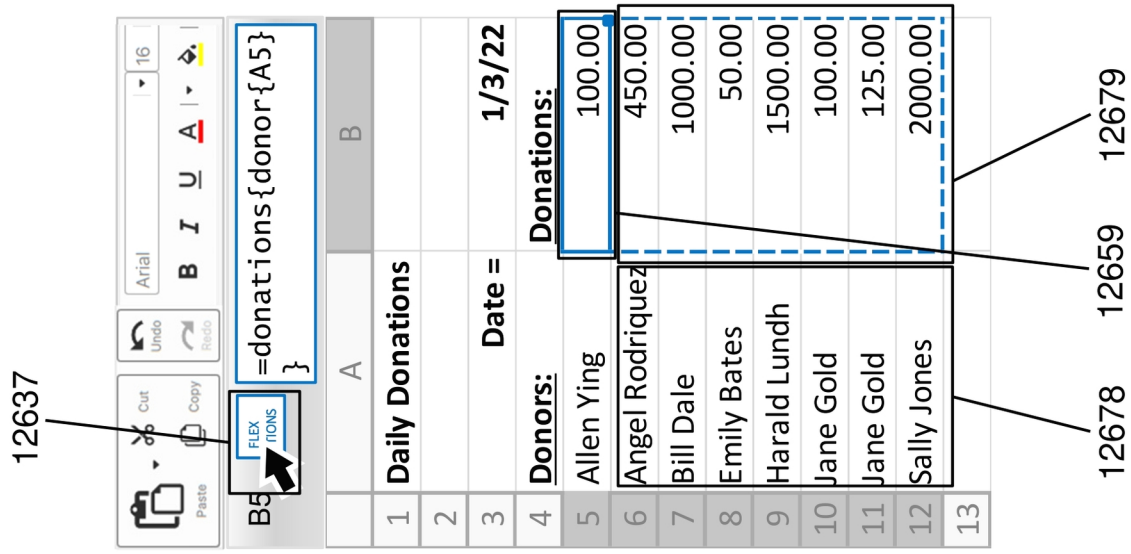 12637
Paste
Cut
Copy
Undo
Redo
Arial
16
B I U A
B5
FLEX
TIONS
=donations{donor{A5}
}
A B
1 Daily Donations
2
3 Date = 1/3/22
4 Donors: Donations:
5 Allen Ying 100.00
6 Angel Rodriquez 450.00
7 Bill Dale 1000.00
8 Emily Bates 50.00
9 Harald Lundh 1500.00
10 Jane Gold 100.00
11 Jane Gold 125.00
12 Sally Jones 2000.00
13
12678 12659 12679